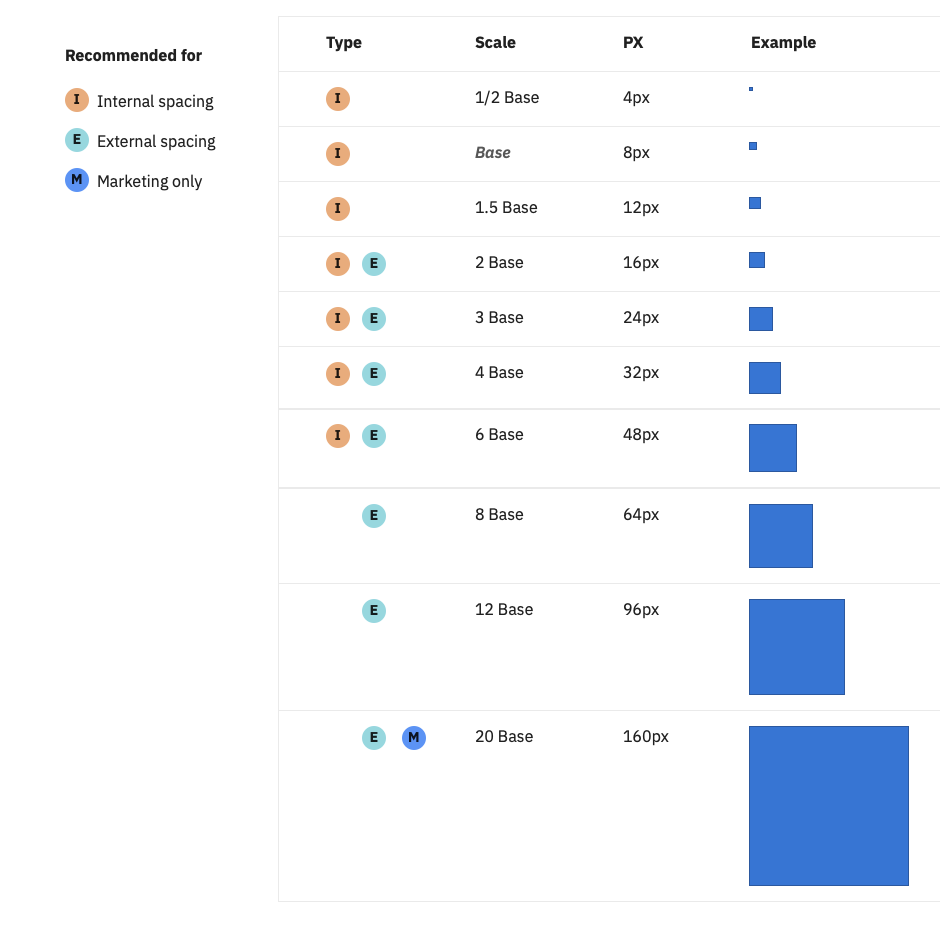 Recommended for
I Internal spacing
E External spacing
M Marketing only
Type Scale PX Example
I 1/2 Base 4px
I Base 8px
I 1.5 Base 12px
I E 2 Base 16px
I E 3 Base 24px
I E 4 Base 32px
I E 6 Base 48px
E 8 Base 64px
E 12 Base 96px
E M 20 Base 160px